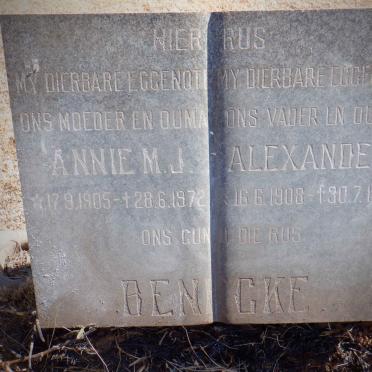 HIER RUS
MY DIERBARE EGGENOTE MY DIERBARE EGGE
ONS MOEDER EN OUMA ONS VADER EN OU
ANNIE M.J. ALEXANDE
☆17.9.1905-†28.6.1972 16.6.1908-†30.7.1
ONS GUN U DIE RUS
DEN CKE